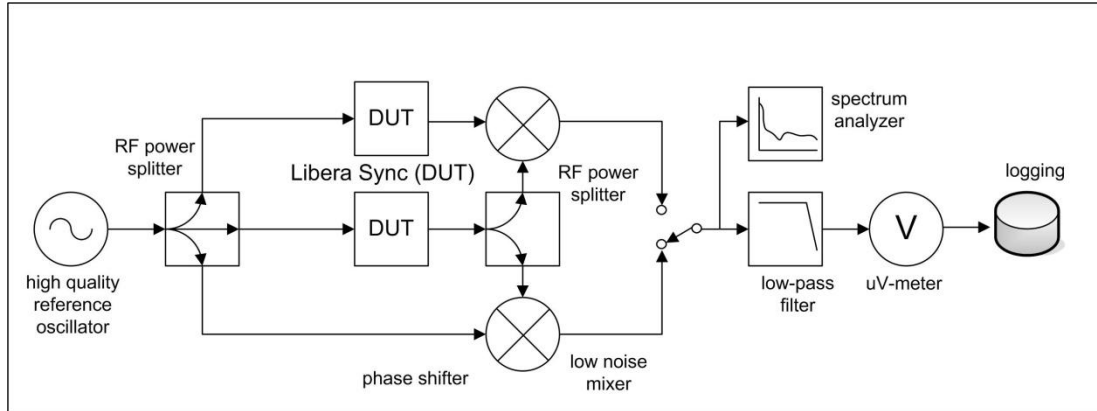 RF power
splitter
high quality
reference
oscillator
DUT
Libera Sync (DUT)
DUT
RF power
splitter
phase shifter
low noise
mixer
spectrum
analyzer
low-pass
filter
V
uV-meter
logging